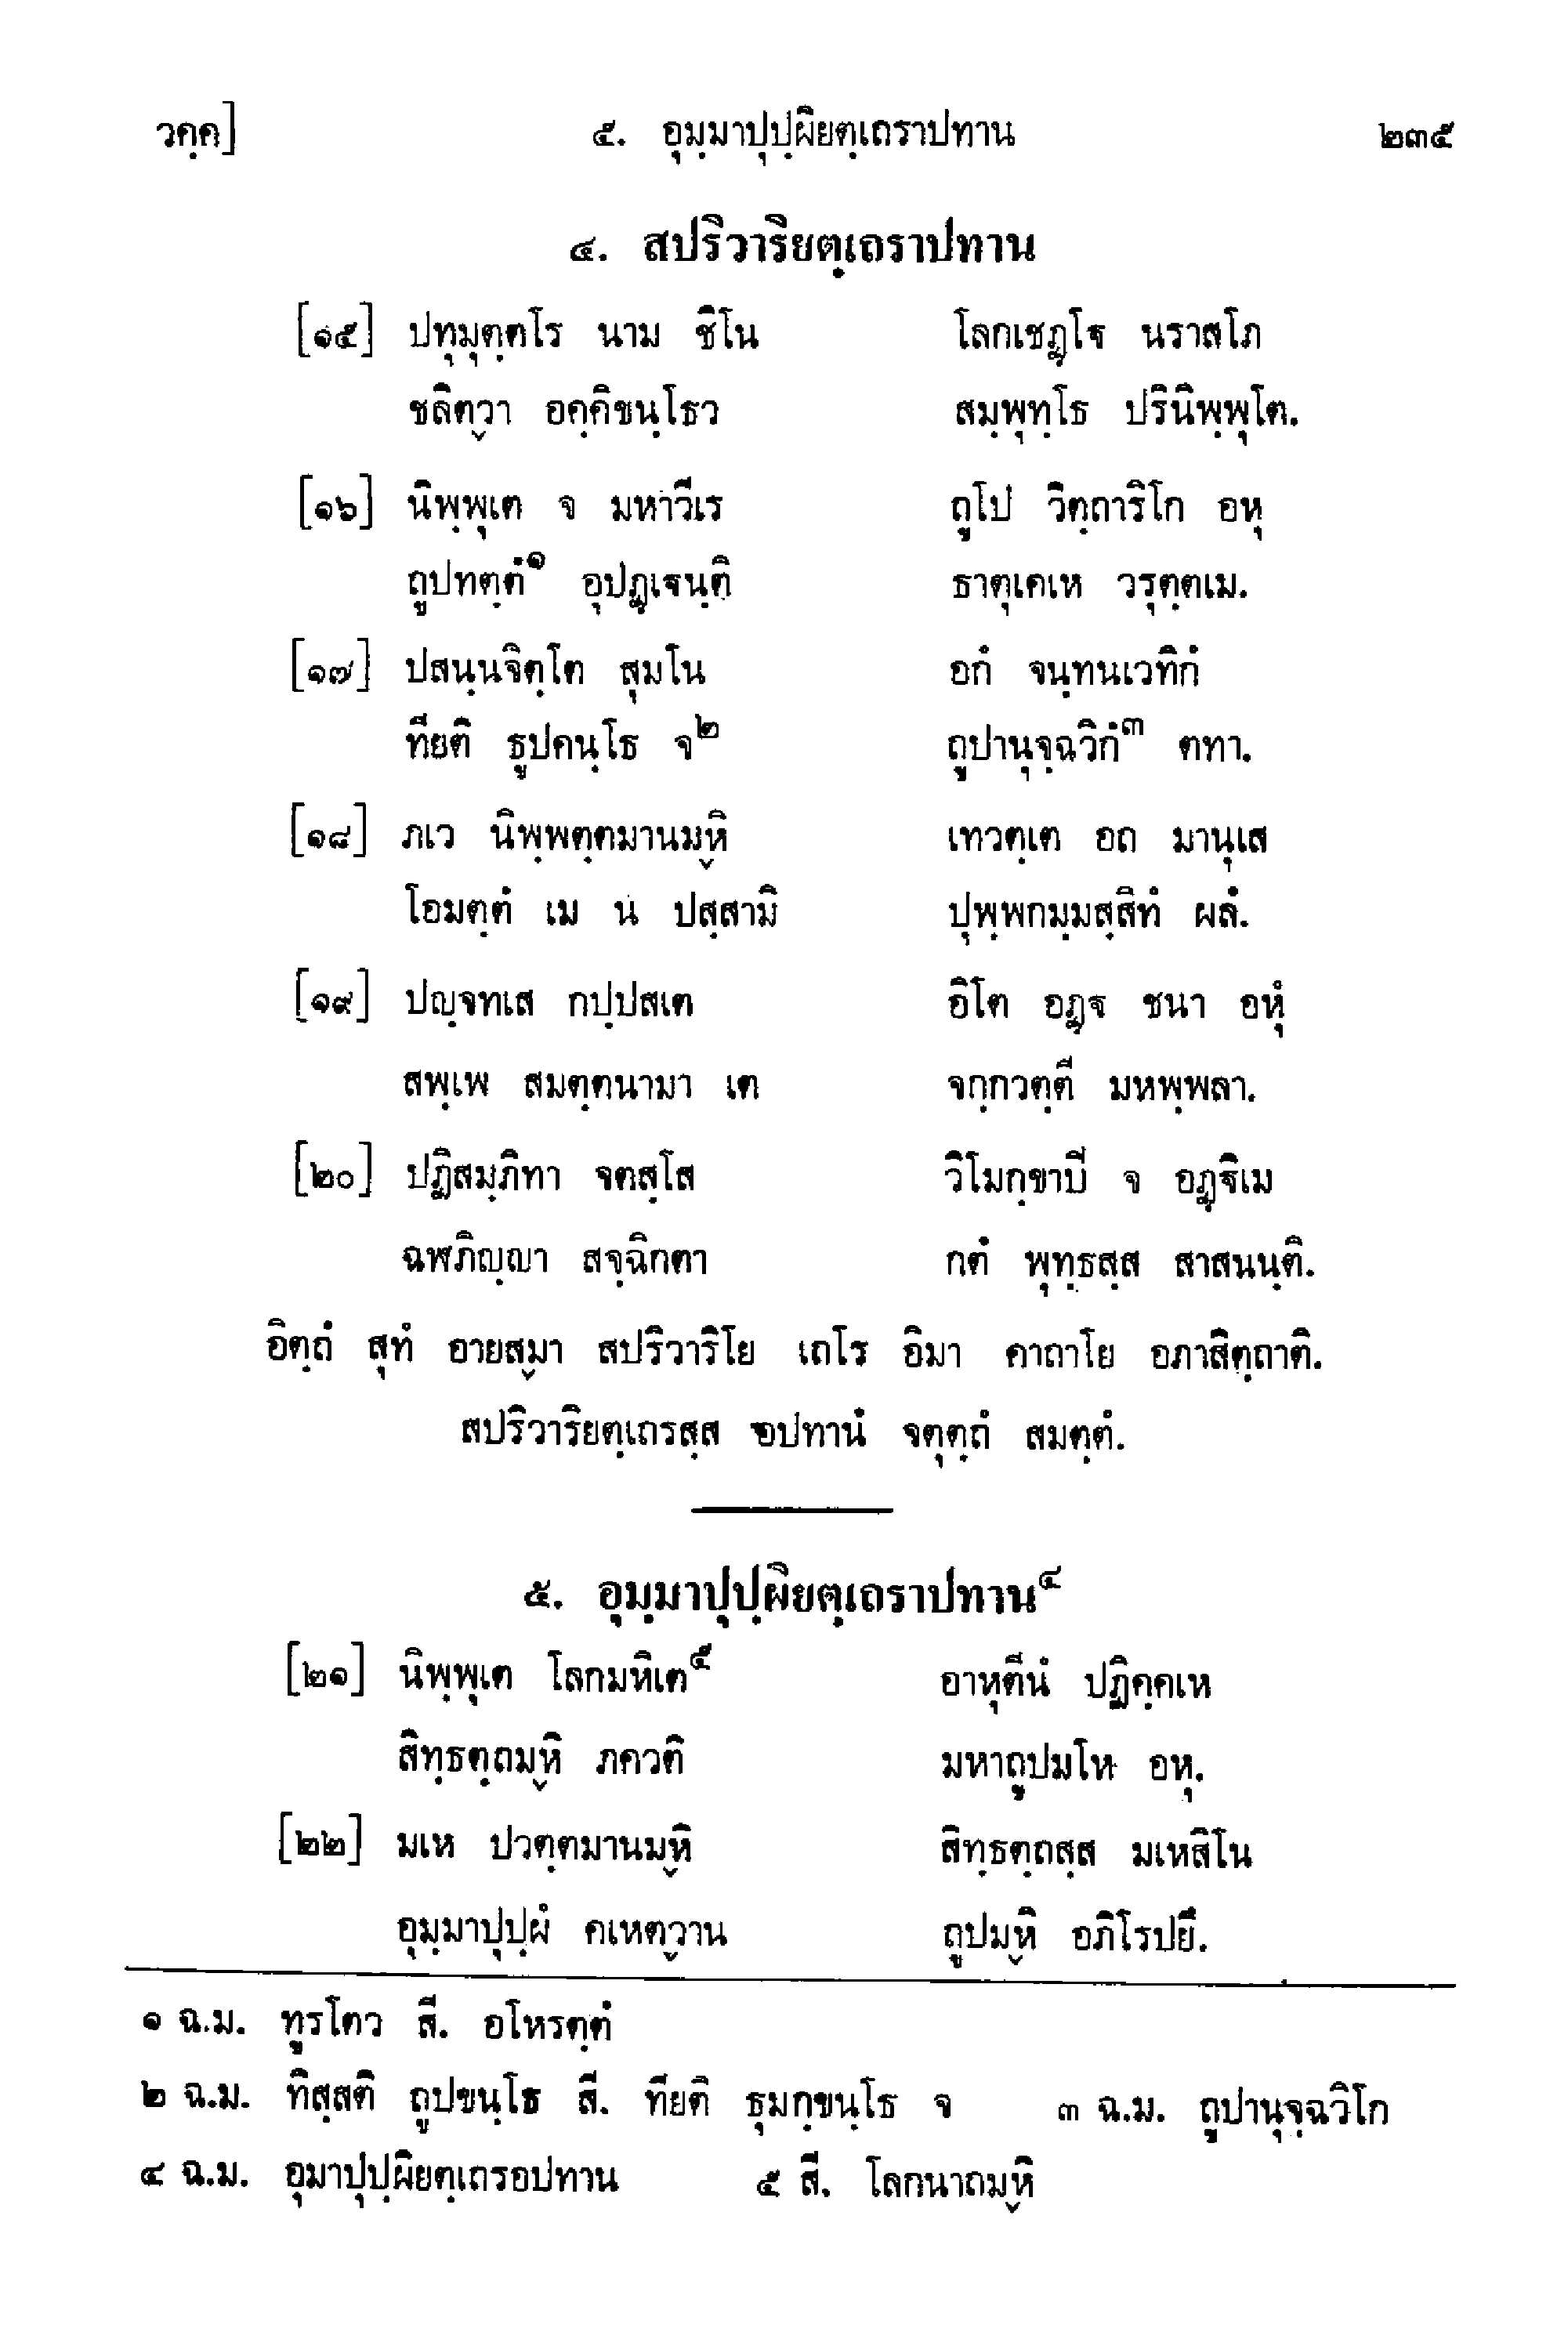 วคฺค] ๕. อุมฺมาปุปฺผิยตฺเถราปทาน ๒๓๕
๔. สปริวาริยตฺเถราปทาน
[๑๕] ปทุมุตฺตโร นาม ชิโน โลกเชฏฺโฐ นราสโภ
ชลิตฺวา อคฺคิขนฺโธว สมฺพุทฺโธ ปรินิพฺพุโต.
[๑๖] นิพฺพุเต จ มหาวีเร ถูโป วิตฺถาริโก อหุ
ถูปทตฺตํ๑ อุปฏฺเฐนฺติ ธาตุเคเห วรุตฺตเม.
[๑๗] ปสนฺนจิตฺโต สุมโน อกํ จนฺทนเวทิกํ
ทียติ ธูปคนฺโธ จ๒ ถูปานุจฺฉวิกํ๓ ตทา.
[๑๘] ภเว นิพฺพตฺตมานมฺหิ เทวตฺเต อถ มานุเส
โอมตฺตํ เม น ปสฺสามิ ปุพฺพกมฺมสฺสิทํ ผลํ.
[๑๙] ปญฺจทเส กปฺปสเต อิโต อฏฺฐ ชนา อหุํ
สพฺเพ สมตฺตนามา เต จกฺกวตฺตี มหพฺพลา.
[๒๐] ปฏิสมฺภิทา จตสฺโส วิโมกฺขาปิ จ อฏฺฐิเม
ฉฬภิญฺญา สจฺฉิกตา กตํ พุทฺธสฺส สาสนนฺติ.
อิตฺถํ สุทํ อายสฺมา สปริวาริโย เถโร อิมา คาถาโย อภาสิตฺถาติ.
สปริวาริยตฺเถรสฺส อปทานํ จตุตฺถํ สมตฺตํ.
๕. อุมฺมาปุปฺผิยตฺเถราปทาน๔
[๒๑] นิพฺพุเต โลกมหิเต๕ อาหุตีนํ ปฏิคฺคเห
สิทฺธตฺถมฺหิ ภควติ มหาถูปมโห อหุ.
[๒๒] มเห ปวตฺตมานมฺหิ สิทฺธตฺถสฺส มเหสิโน
อุมฺมาปุปฺผํ คเหตฺวาน ถูปมฺหิ อภิโรปยึ.
๑ ฉ.ม. ทูรโตว สี. อโหรตฺตํ
๒ ฉ.ม. ทิสฺสติ ถูปขนฺโธ สี. ทียติ ธุมกฺขนฺโธ จ ๓ ฉ.ม. ถูปานุจฺฉวิโก
๔ ฉ.ม. อุมาปุปฺผิยตฺเถรอปทาน ๕ สี. โลกนาถมฺหิ